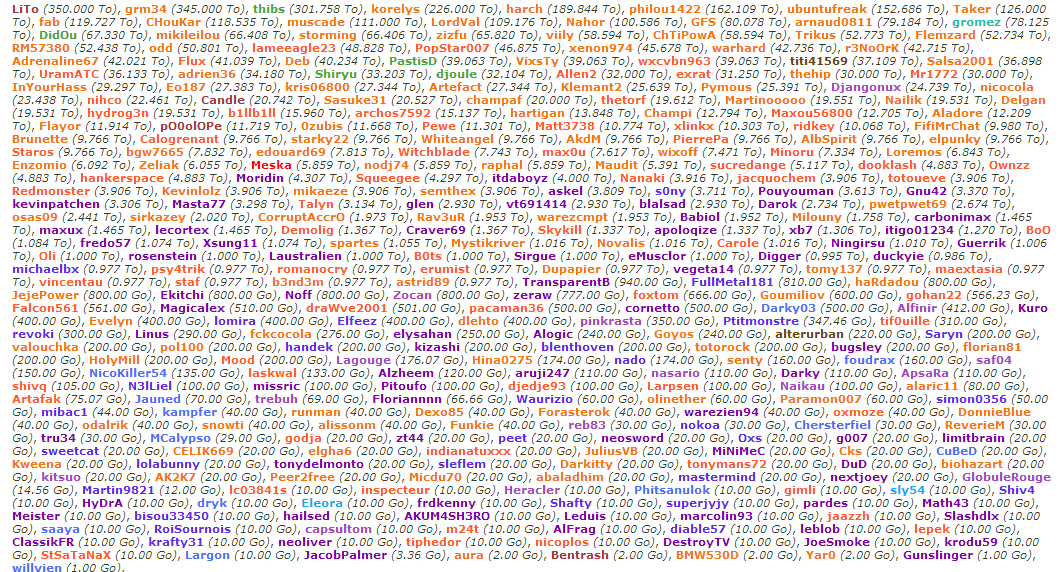 LiTo (350.000 To), grm34 (345.000 To), thibs (301.758 To), korelys (226.000 To), harch (189.844 To), philou1422 (162.109 To), ubuntufreak (152.686 To), Taker (126.000
To), fab (119.727 To), CHouKar (118.535 To), muscade (111.000 To), LordVal (109.176 To), Nahor (100.586 To), GFS (80.078 To), arnaud0811 (79.184 To), gromez (78.125
To), DidOu (67.330 To), mikileilou (66.408 To), storming (66.406 To), zizfu (65.820 To), viily (58.594 To), ChTiPowA (58.594 To), Trikus (52.773 To), Flemzard (52.734 To),
RM57380 (52.438 To), odd (50.801 To), lameeagle23 (48.828 To), PopStar007 (46.875 To), xenon974 (45.678 To), warhard (42.736 To), r3NoOrK (42.715 To),
Adrenaline67 (42.021 To), Flux (41.039 To), Deb (40.234 To), PastisD (39.063 To), VixsTy (39.063 To), wxcvbn963 (39.063 To), titi41569 (37.109 To), Salsa2001 (36.898
To), UramATC (36.133 To), adrien36 (34.180 To), Shiryu (33.203 To), djoule (32.104 To), Allen2 (32.000 To), exrat (31.250 To), thehip (30.000 To), Mr1772 (30.000 To),
InYourHass (29.297 To), Eo187 (27.383 To), kris06800 (27.344 To), Artefact (27.344 To), Klemant2 (25.639 To), Pymous (25.391 To), Djangonux (24.739 To), nicocola
(23.438 To), nihco (22.461 To), Candle (20.742 To), Sasuke31 (20.527 To), champaf (20.000 To), thetorf (19.612 To), Martinooooo (19.551 To), Nailik (19.531 To), Delgan
(19.531 To), hydrog3n (19.531 To), b1llb1ll (15.960 To), archos7592 (15.137 To), hartigan (13.848 To), Champi (12.794 To), Maxou56800 (12.705 To), Aladore (12.209
To), Flayor (11.914 To), pO0olOPe (11.719 To), 0zubis (11.668 To), Pewe (11.301 To), Matt3738 (10.774 To), xlinkx (10.303 To), ridkey (10.068 To), FifiMrChat (9.980 To),
Brunette (9.766 To), Calogrenant (9.766 To), starky22 (9.766 To), Whiteangel (9.766 To), AkdM (9.766 To), PierrePa (9.766 To), AlbSpirit (9.766 To), elpunky (9.766 To),
Staros (9.766 To), bgw7665 (7.832 To), edouard69 (7.813 To), Witchblade (7.743 To), max0u (7.617 To), wixoff (7.471 To), Minoru (7.334 To), Loremos (6.843 To),
Enzomio (6.092 To), Zeliak (6.055 To), Meska (5.859 To), nodj74 (5.859 To), rapha (5.859 To), Maudit (5.391 To), sucredange (5.117 To), dooklash (4.883 To), Ownzz
(4.883 To), hankerspace (4.883 To), Moridin (4.307 To), Squeegee (4.297 To), itdaboyz (4.000 To), Nanaki (3.916 To), jacquochem (3.906 To), totoueve (3.906 To),
Redmonster (3.906 To), Kevinlolz (3.906 To), mikaeze (3.906 To), semthex (3.906 To), askel (3.809 To), s0ny (3.711 To), Pouyouman (3.613 To), Gnu42 (3.370 To),
kevinpatchen (3.306 To), Masta77 (3.298 To), Talyn (3.134 To), glen (2.930 To), vt691414 (2.930 To), blalsad (2.930 To), Darok (2.734 To), pwetpwet69 (2.674 To),
osas09 (2.441 To), sirkazey (2.020 To), CorruptAccrO (1.973 To), Rav3uR (1.953 To), warezcmpt (1.953 To), Babiol (1.952 To), Milouny (1.758 To), carbonimax (1.465
To), maxux (1.465 To), lecortex (1.465 To), Demolig (1.367 To), Craver69 (1.367 To), Skykill (1.337 To), apoloqize (1.337 To), xb7 (1.306 To), itigo01234 (1.270 To), BoO
(1.084 To), fredo57 (1.074 To), Xsung11 (1.074 To), spartes (1.055 To), Mystikriver (1.016 To), Novalis (1.016 To), Carole (1.016 To), Ningirsu (1.010 To), Guerrik (1.006
To), Oli (1.000 To), rosenstein (1.000 To), Laustralien (1.000 To), B0ts (1.000 To), Sirgue (1.000 To), eMusclor (1.000 To), Digger (0.995 To), duckyie (0.986 To),
michaelbx (0.977 To), psy4trik (0.977 To), romanocry (0.977 To), erumist (0.977 To), Dupapier (0.977 To), vegeta14 (0.977 To), tomy137 (0.977 To), maextasia (0.977
To), vincentau (0.977 To), staf (0.977 To), b3nd3m (0.977 To), astrid89 (0.977 To), TransparentB (940.00 Go), FullMetal181 (810.00 Go), haRdadou (800.00 Go),
JejePower (800.00 Go), Ekitchi (800.00 Go), Noff (800.00 Go), Zocan (800.00 Go), zeraw (777.00 Go), foxtom (666.00 Go), Goumiliov (600.00 Go), gohan22 (566.23 Go),
Falcon561 (561.00 Go), Magicalex (510.00 Go), draWve2001 (501.00 Go), pacaman36 (500.00 Go), cornetto (500.00 Go), Darky03 (500.00 Go), Alfinir (412.00 Go), Kuro
(400.00 Go), Evelyn (400.00 Go), lomira (400.00 Go), Elfeez (400.00 Go), dlehto (400.00 Go), pinkrasta (350.00 Go), Ptitmonstre (347.46 Go), tif0uille (310.00 Go),
revoki (300.00 Go), Linus (290.00 Go), fckcocola (276.00 Go), elysahan (250.00 Go), Alogic (240.00 Go), Goyos (240.00 Go), alterurban (220.00 Go), Saryn (200.00 Go),
valouchka (200.00 Go), pol100 (200.00 Go), handek (200.00 Go), kizashi (200.00 Go), blenthoven (200.00 Go), totorock (200.00 Go), bugsley (200.00 Go), florian81
(200.00 Go), HolyMill (200.00 Go), Mood (200.00 Go), Lagouge (176.07 Go), Hina0275 (174.00 Go), nado (174.00 Go), senty (160.00 Go), foudrax (160.00 Go), saf04
(150.00 Go), NicoKiller54 (135.00 Go), laskwal (133.00 Go), Alzheem (120.00 Go), aruji247 (110.00 Go), nasario (110.00 Go), Darky (110.00 Go), ApsaRa (110.00 Go),
shivq (105.00 Go), N3lLiel (100.00 Go), missric (100.00 Go), Pitoufo (100.00 Go), djedje93 (100.00 Go), Larpsen (100.00 Go), Naikau (100.00 Go), alaric11 (80.00 Go),
Artafak (75.07 Go), Jauned (70.00 Go), trebuh (69.00 Go), Floriannnn (66.66 Go), Waurizio (60.00 Go), olinether (60.00 Go), Paramon007 (60.00 Go), simon0356 (50.00
Go), mibac1 (44.00 Go), kampfer (40.00 Go), runman (40.00 Go), Dexo85 (40.00 Go), Forasterok (40.00 Go), warezien94 (40.00 Go), oxmoze (40.00 Go), DonnieBlue
(40.00 Go), odalrik (40.00 Go), snowti (40.00 Go), alissonm (40.00 Go), Funkie (40.00 Go), reb83 (30.00 Go), nokoa (30.00 Go), Chersterfiel (30.00 Go), ReverieM (30.00
Go), tru34 (30.00 Go), MCalypso (29.00 Go), godja (20.00 Go), zt44 (20.00 Go), peet (20.00 Go), neosword (20.00 Go), Oxs (20.00 Go), g007 (20.00 Go), limitbrain (20.00
Go), sweetcat (20.00 Go), CELIK669 (20.00 Go), elgha6 (20.00 Go), indianatuxxx (20.00 Go), JuliusVB (20.00 Go), MiNiMeC (20.00 Go), Cks (20.00 Go), CuBeD (20.00 Go),
Kweena (20.00 Go), lolabunny (20.00 Go), tonydelmonto (20.00 Go), sleflem (20.00 Go), Darkitty (20.00 Go), tonymans72 (20.00 Go), DuD (20.00 Go), biohazart (20.00
Go), kitsuo (20.00 Go), AK2K7 (20.00 Go), Peer2free (20.00 Go), Micdu70 (20.00 Go), abaladhim (20.00 Go), mastermind (20.00 Go), nextjoey (20.00 Go), GlobuleRouge
(14.56 Go), Martin9821 (12.00 Go), lc03841s (10.00 Go), inspecteur (10.00 Go), Heracler (10.00 Go), Phitsanulok (10.00 Go), gimli (10.00 Go), sly54 (10.00 Go), Shiv4
(10.00 Go), HyDrA (10.00 Go), dryk (10.00 Go), Eleora (10.00 Go), frdkenny (10.00 Go), Shafty (10.00 Go), superjyyy (10.00 Go), pardes (10.00 Go), Math43 (10.00 Go),
Meister (10.00 Go), bisou33450 (10.00 Go), hailsed (10.00 Go), AKUM4SH3RO (10.00 Go), Leduis (10.00 Go), marcolin93 (10.00 Go), jaazzh (10.00 Go), Slashdlx (10.00
Go), saaya (10.00 Go), RoiSournois (10.00 Go), capsultom (10.00 Go), m24t (10.00 Go), AlFrag (10.00 Go), diable57 (10.00 Go), Leblob (10.00 Go), lepek (10.00 Go),
ClassikFR (10.00 Go), krafty31 (10.00 Go), neoliver (10.00 Go), tiphedor (10.00 Go), nicoplos (10.00 Go), DestroyTV (10.00 Go), JoeSmoke (10.00 Go), krodu59 (10.00
Go), StSaTaNaX (10.00 Go), Largon (10.00 Go), JacobPalmer (3.36 Go), aura (2.00 Go), Bentrash (2.00 Go), BMW530D (2.00 Go), Yar0 (2.00 Go), Gunslinger (1.00 Go),
willvien (1.00 Go),